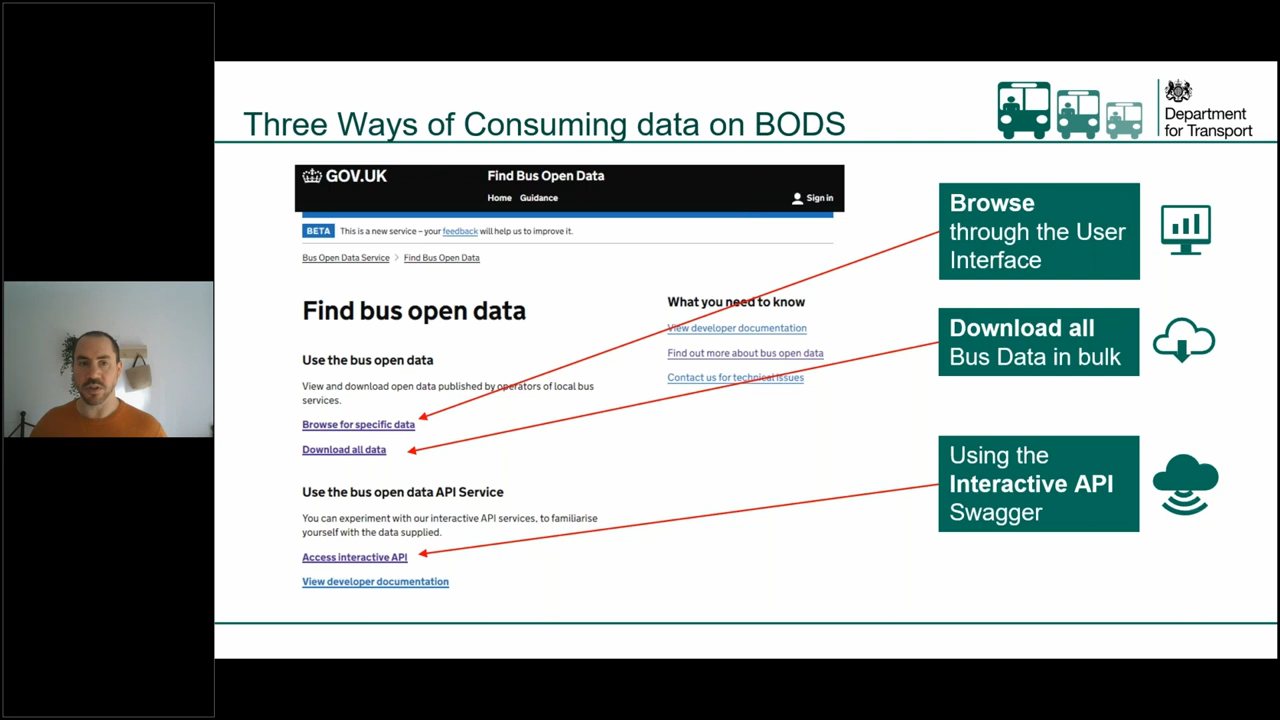 Three Ways of Consuming data on BODS
Department
for Transport
GOV.UK
Find Bus Open Data
Home Guidance
Sign in
BETA This is a new service – your feedback will help us to improve it.
Bus Open Data Service > Find Bus Open Data
Find bus open data
Use the bus open data
View and download open data published by operators of local bus
services.
Browse for specific data
Download all data
Use the bus open data API Service
You can experiment with our interactive API services, to familiarise
yourself with the data supplied.
Access interactive API
View developer documentation
What you need to know
View developer documentation
Find out more about bus open data
Contact us for technical issues
Browse
through the User
Interface
Download all
Bus Data in bulk
Using the
Interactive API
Swagger